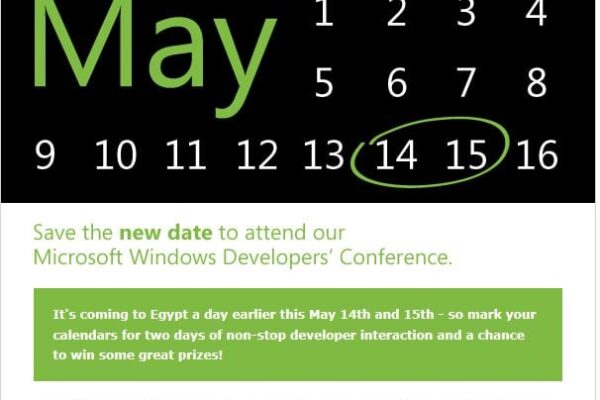 May 1 2 3 4
5 6 7 8
9 10 11 12 13 14 15 16
Save the new date to attend our
Microsoft Windows Developers’ Conference.
It's coming to Egypt a day earlier this May 14th and 15th - so mark your
calendars for two days of non-stop developer interaction and a chance
to win some great prizes!